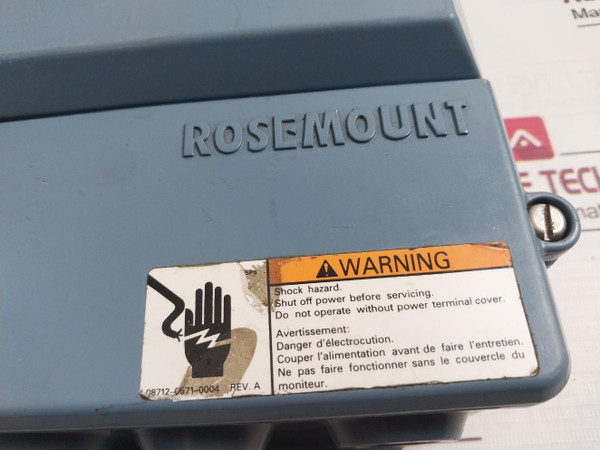 ROSEMOUNT
WARNING
Shock hazard.
Shut off power before servicing.
Do not operate without power terminal cover.
Avertissement:
Danger d'électrocution.
Couper l'alimentation avant de faire l'entretien.
Ne pas faire fonctionner sans le couvercle du
moniteur.
08712-0671-0004 REV. A
TECH